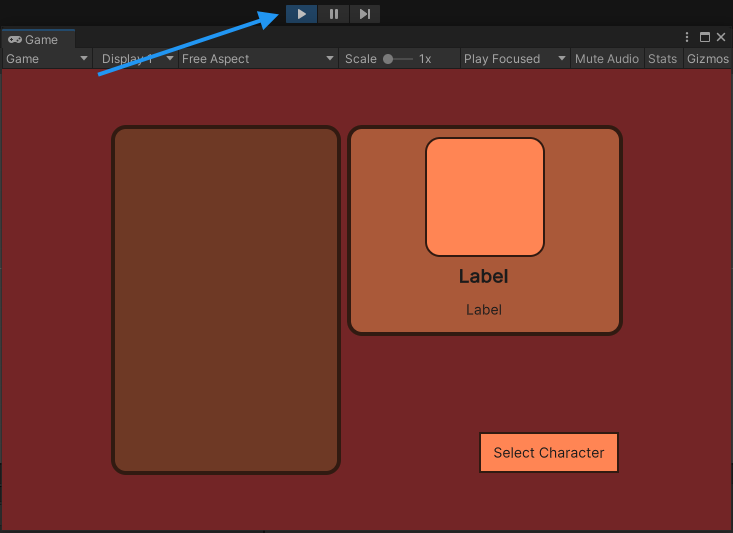 Game
Game Display 1 Free Aspect Scale 1x Play Focused Mute Audio Stats Gizmos
Label
Label
Select Character